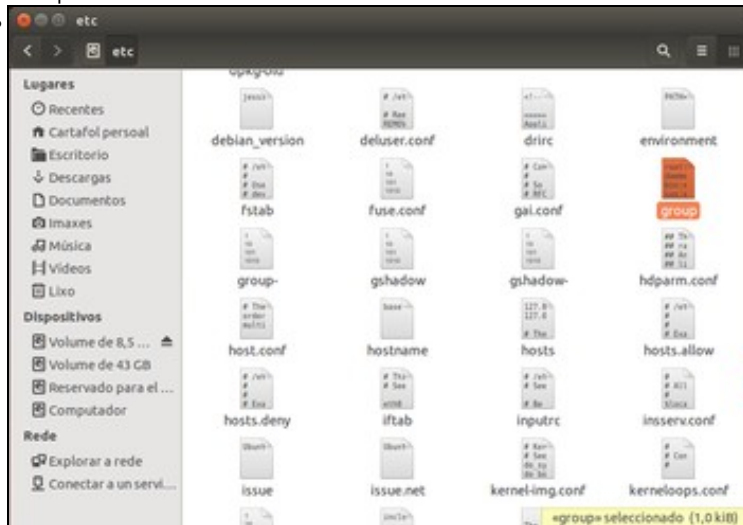 etc
etc
Lugares
Recentes
Cartafol persoal
Escritorio
Descargas
Documentos
Imaxes
Música
Vídeos
Lixo
Dispositivos
Volume de 8,5 ...
Volume de 43 GB
Reservado para el ...
Computador
Rede
Explorar a rede
Conectar a un servi...
debian_version deluser.conf drirc environment
fstab fuse.conf gai.conf group
group- gshadow gshadow- hdparm.conf
host.conf hostname hosts hosts.allow
hosts.deny iftab inputrc insserv.conf
issue issue.net kernel-img.conf kerneloops.conf
«group» seleccionado (1,0 kiB)